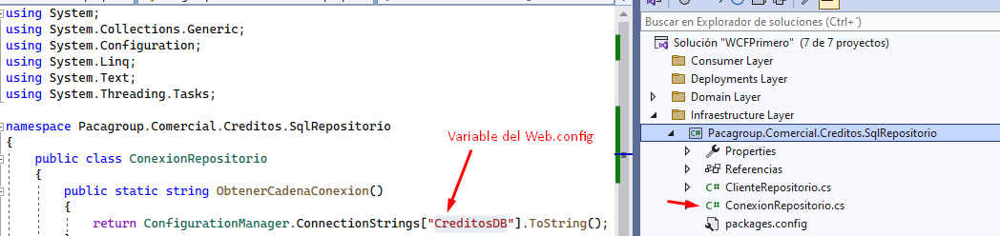 using System;
using System.Collections.Generic;
using System.Configuration;
using System.Linq;
using System.Text;
using System.Threading.Tasks;
namespace Pacagroup.Comercial.Creditos.SqlRepositorio
{
public class ConexionRepositorio
{
public static string ObtenerCadenaConexion()
{
return ConfigurationManager.ConnectionStrings["CreditosDB"].ToString();
Variable del Web.config
Buscar en Explorador de soluciones (Ctrl+´)
Solución "WCFPrimero" (7 de 7 proyectos)
Consumer Layer
Deployments Layer
Domain Layer
Infraestructure Layer
Pacagroup.Comercial.Creditos.SqlRepositorio
Properties
Referencias
C# ClienteRepositorio.cs
C# ConexionRepositorio.cs
packages.config